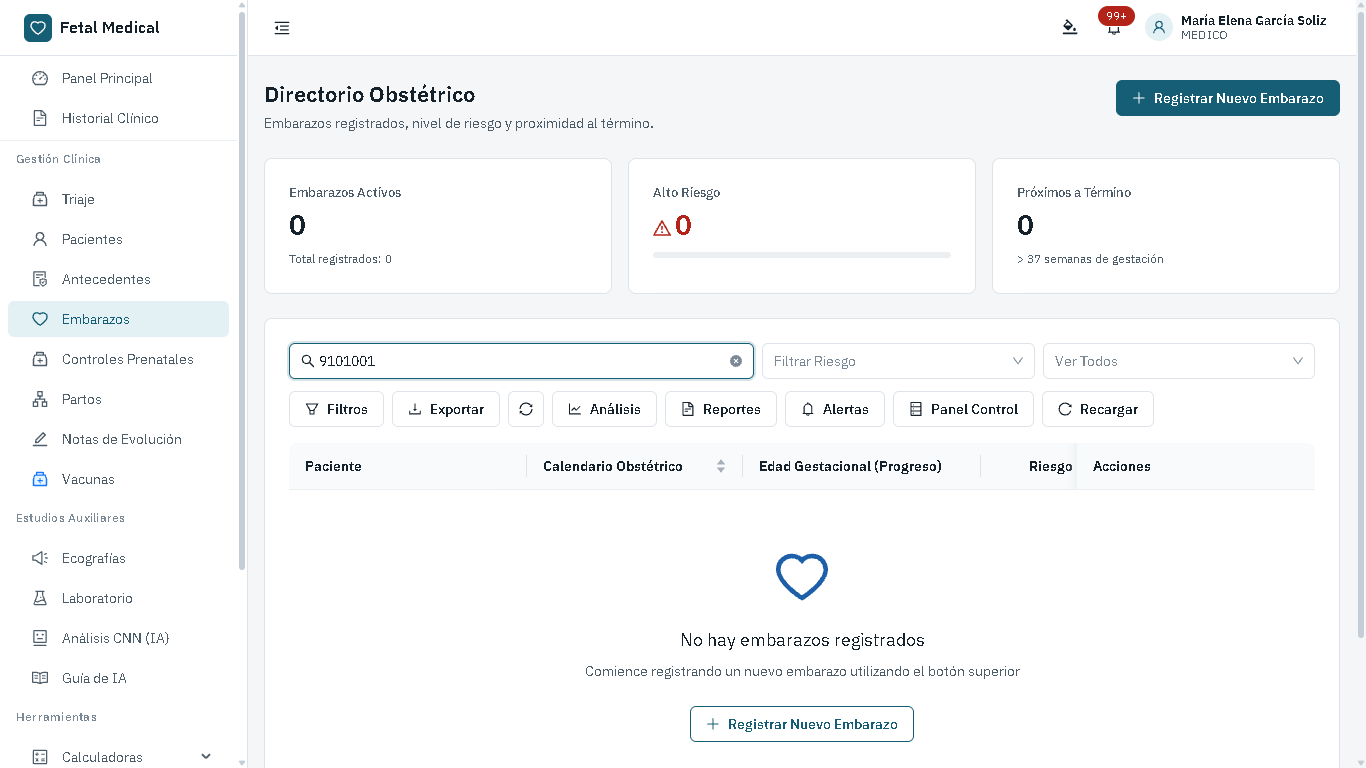 Fetal Medical
99+
María Elena García Soliz
MEDICO
Panel Principal
Historial Clínico
Gestión Clínica
Triaje
Pacientes
Antecedentes
Embarazos
Controles Prenatales
Partos
Notas de Evolución
Vacunas
Estudios Auxiliares
Ecografías
Laboratorio
Análisis CNN (IA)
Guía de IA
Herramientas
Calculadoras
Directorio Obstétrico
Embarazos registrados, nivel de riesgo y proximidad al término.
+ Registrar Nuevo Embarazo
Embarazos Activos
0
Total registrados: 0
Alto Riesgo
0
Próximos a Término
0
> 37 semanas de gestación
9101001
Filtrar Riesgo
Ver Todos
Filtros
Exportar
Análisis
Reportes
Alertas
Panel Control
Recargar
Paciente
Calendario Obstétrico
Edad Gestacional (Progreso)
Riesgo
Acciones
No hay embarazos registrados
Comience registrando un nuevo embarazo utilizando el botón superior
+ Registrar Nuevo Embarazo